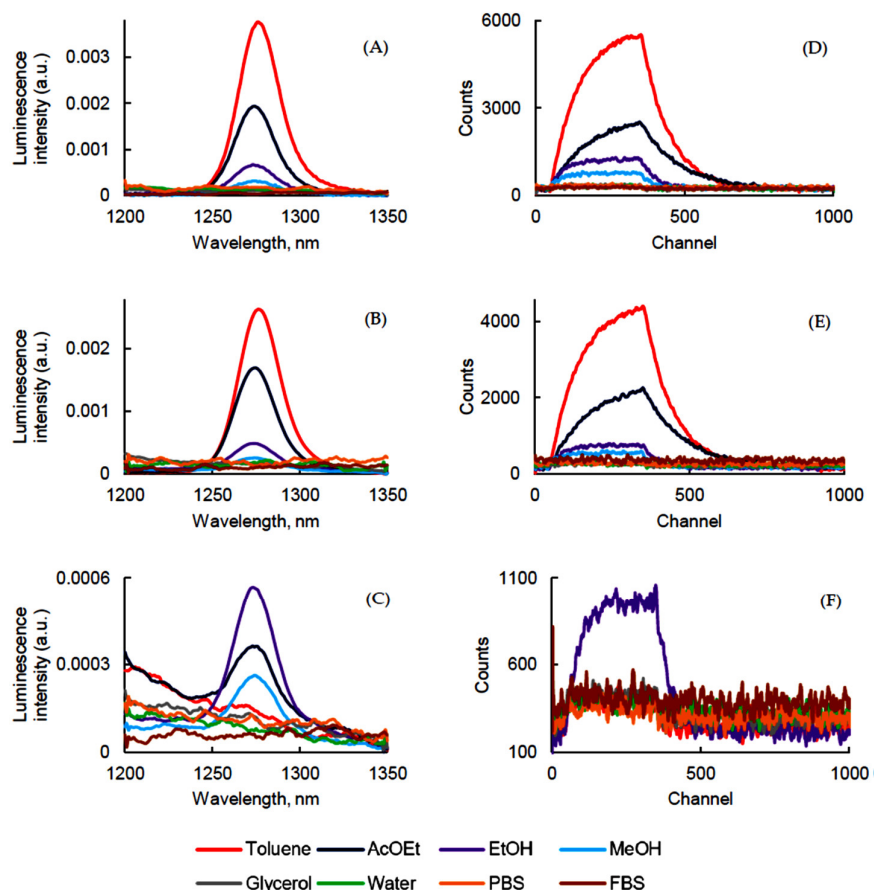 (A)
Luminescence
intensity (a.u.)
0.003
0.002
0.001
0
1200 1250 1300 1350
Wavelength, nm
(D)
Counts
6000
3000
0
0 500 1000
Channel
(B)
Luminescence
intensity (a.u.)
0.002
0.001
0
1200 1250 1300 1350
Wavelength, nm
(E)
Counts
4000
2000
0
0 500 1000
Channel
(C)
Luminescence
intensity (a.u.)
0.0006
0.0003
0
1200 1250 1300 1350
Wavelength, nm
(F)
Counts
1100
600
100
0 500 1000
Channel
Toluene AcOEt EtOH MeOH
Glycerol Water PBS FBS